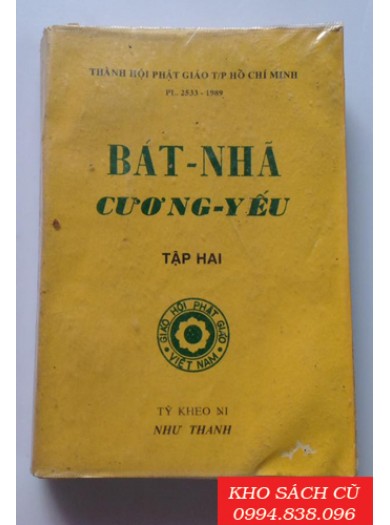 THÀNH HỘI PHẬT GIÁO T/P HỒ CHÍ MINH
PL. 2533 - 1989
BÁT-NHÃ
CƯƠNG-YẾU
TẬP HAI
GIÁO HỘI PHẬT GIÁO
VIỆT NAM
TỶ KHEO NI
NHƯ THANH
KHO SÁCH CŨ
0994.838.096